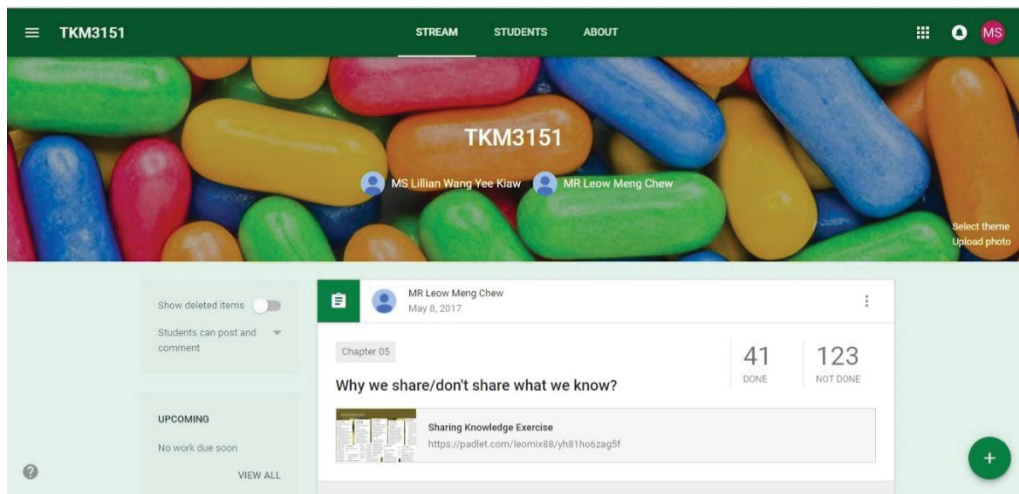 TKM3151
STREAM STUDENTS ABOUT
MS
TKM3151
MS Lillian Wang Yee Kiaw MR Leow Meng Chew
Select theme
Upload photo
Show deleted items
Students can post and
comment
UPCOMING
No work due soon
VIEW ALL
MR Leow Meng Chew
May 8, 2017
Chapter 05
41
DONE
123
NOT DONE
Why we share/don't share what we know?
Sharing Knowledge Exercise
https://padlet.com/leomix88/yh81ho6zag5f